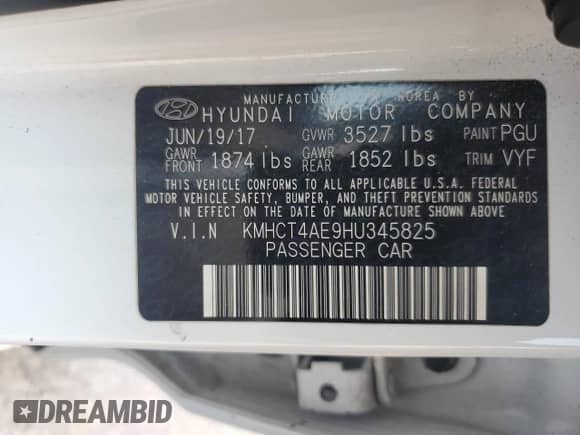 MANUFACTURED IN KOREA BY
HYUNDAI MOTOR COMPANY
JUN/19/17 GVWR 3527 lbs PAINT PGU
GAWR FRONT 1874 lbs GAWR REAR 1852 lbs TRIM VYF
THIS VEHICLE CONFORMS TO ALL APPLICABLE U.S.A. FEDERAL
MOTOR VEHICLE SAFETY, BUMPER, AND THEFT PREVENTION STANDARDS
IN EFFECT ON THE DATE OF MANUFACTURE SHOWN ABOVE.
V.I.N KMHCT4AE9HU345825
PASSENGER CAR
DREAMBID